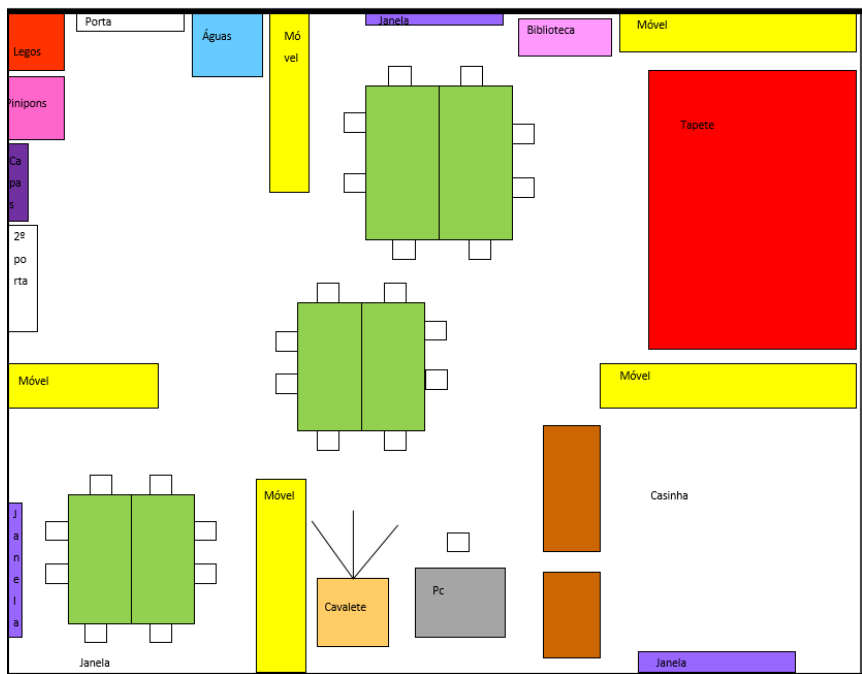 Porta
Janela
Móvel
Legos
Águas
Mó
vel
Biblioteca
Pinipons
Tapete
Ca
pa
s
2º
po
rta
Móvel
Móvel
Móvel
Casinha
J
a
n
e
l
a
Cavalete
Pc
Janela
Janela